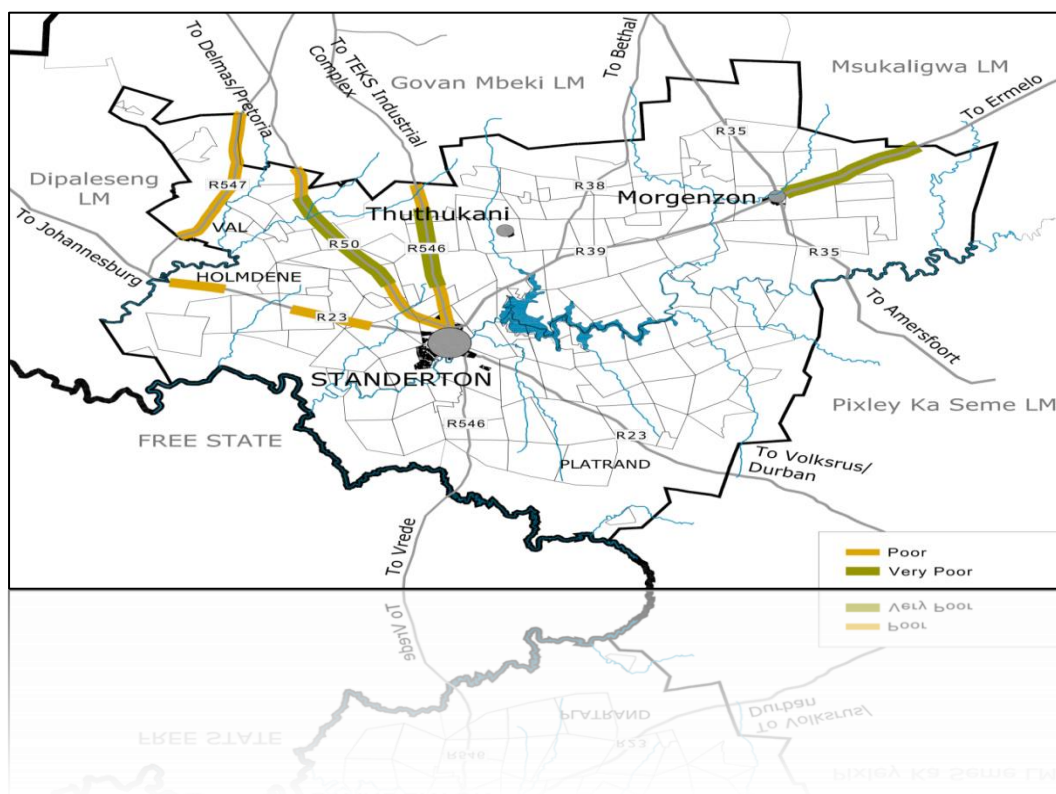 To Delmas/Pretoria
To TEKS Industrial
Complex
Govan Mbeki LM
To Bethal
Msukaligwa LM
To Ermelo
R35
Dipaleseng
LM
R547
VAL
R38
Morgenzon
Thuthukani
R50
R546
R39
R35
To Johannesburg
HOLMDENE
R23
To Amersfoort
STANDERTON
Pixley Ka Seme LM
R546
R23
FREE STATE
PLATRAND
To Volksrus/
Durban
To Vrede
Poor
Very Poor